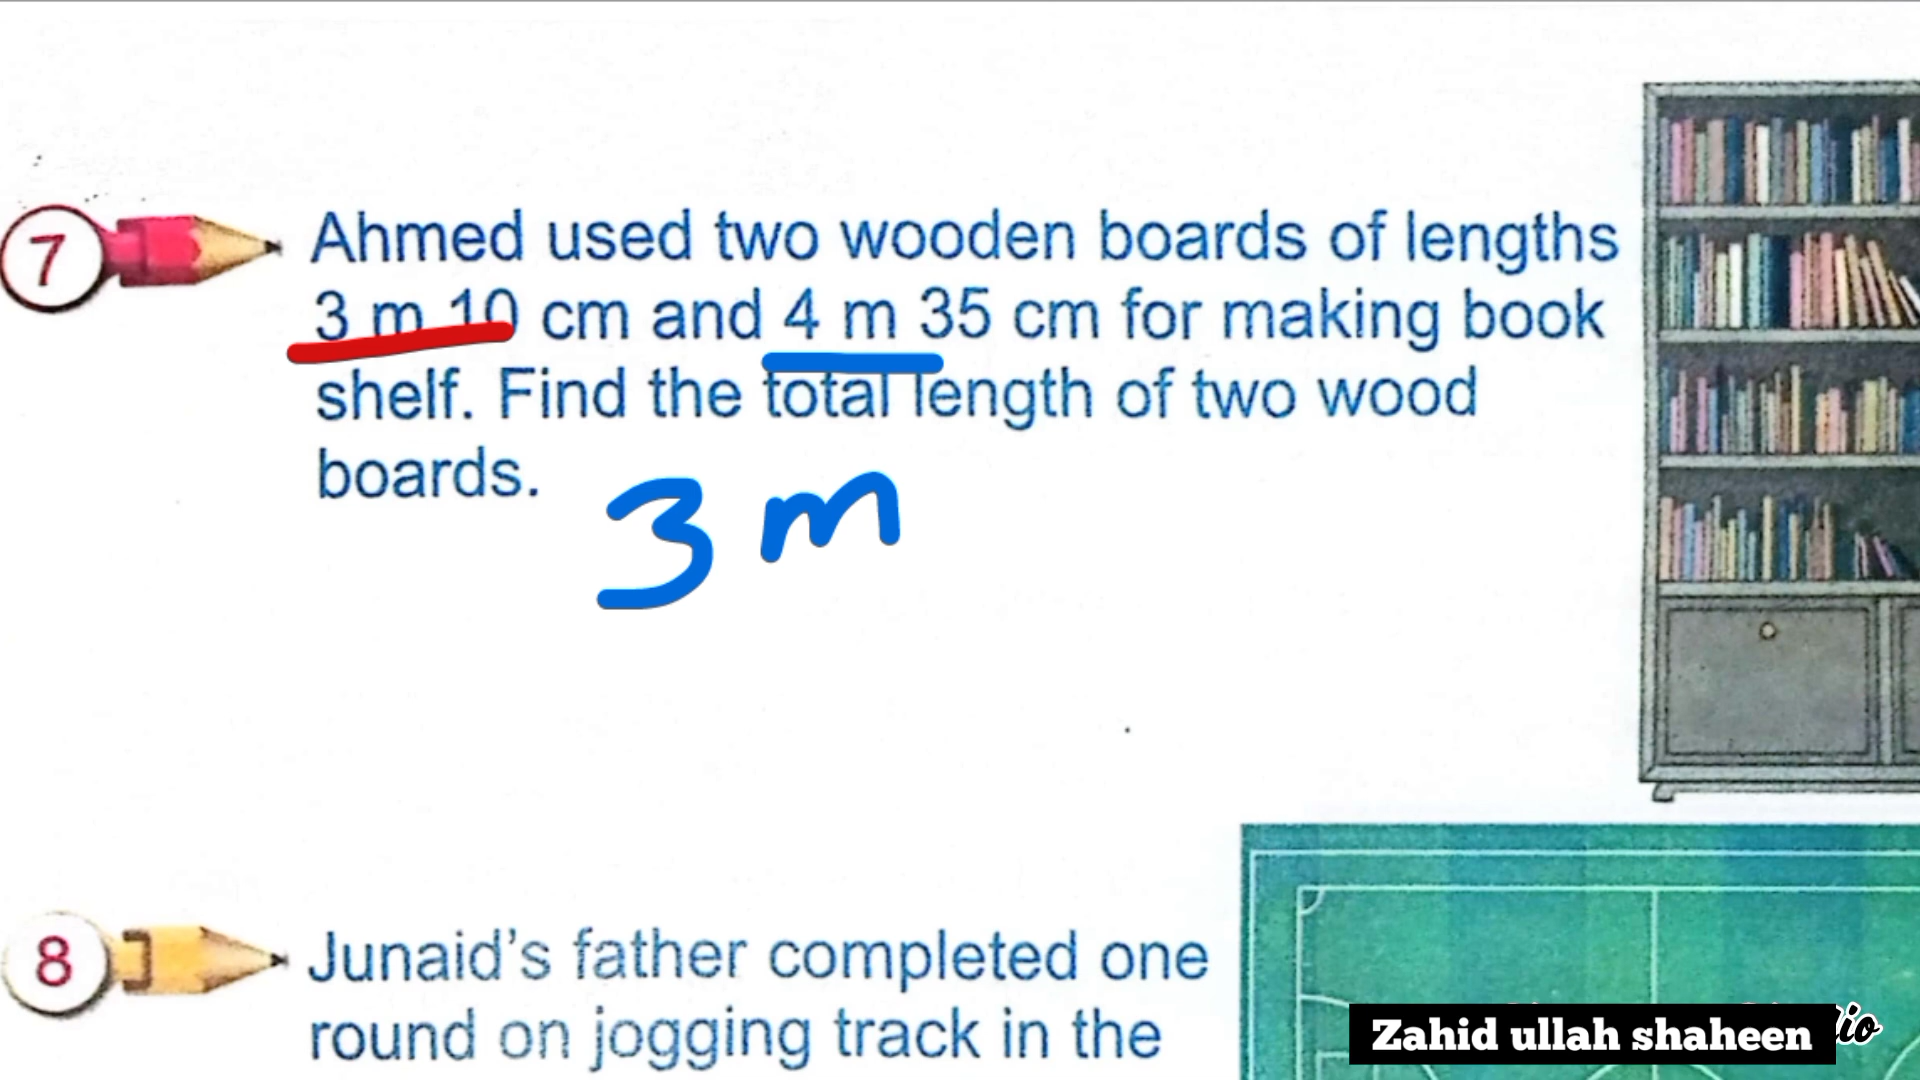 7
Ahmed used two wooden boards of lengths
3 m 10 cm and 4 m 35 cm for making book
shelf. Find the total length of two wood
boards.
3 m
8
Junaid's father completed one
round on jogging track in the
Zahid ullah shaheen